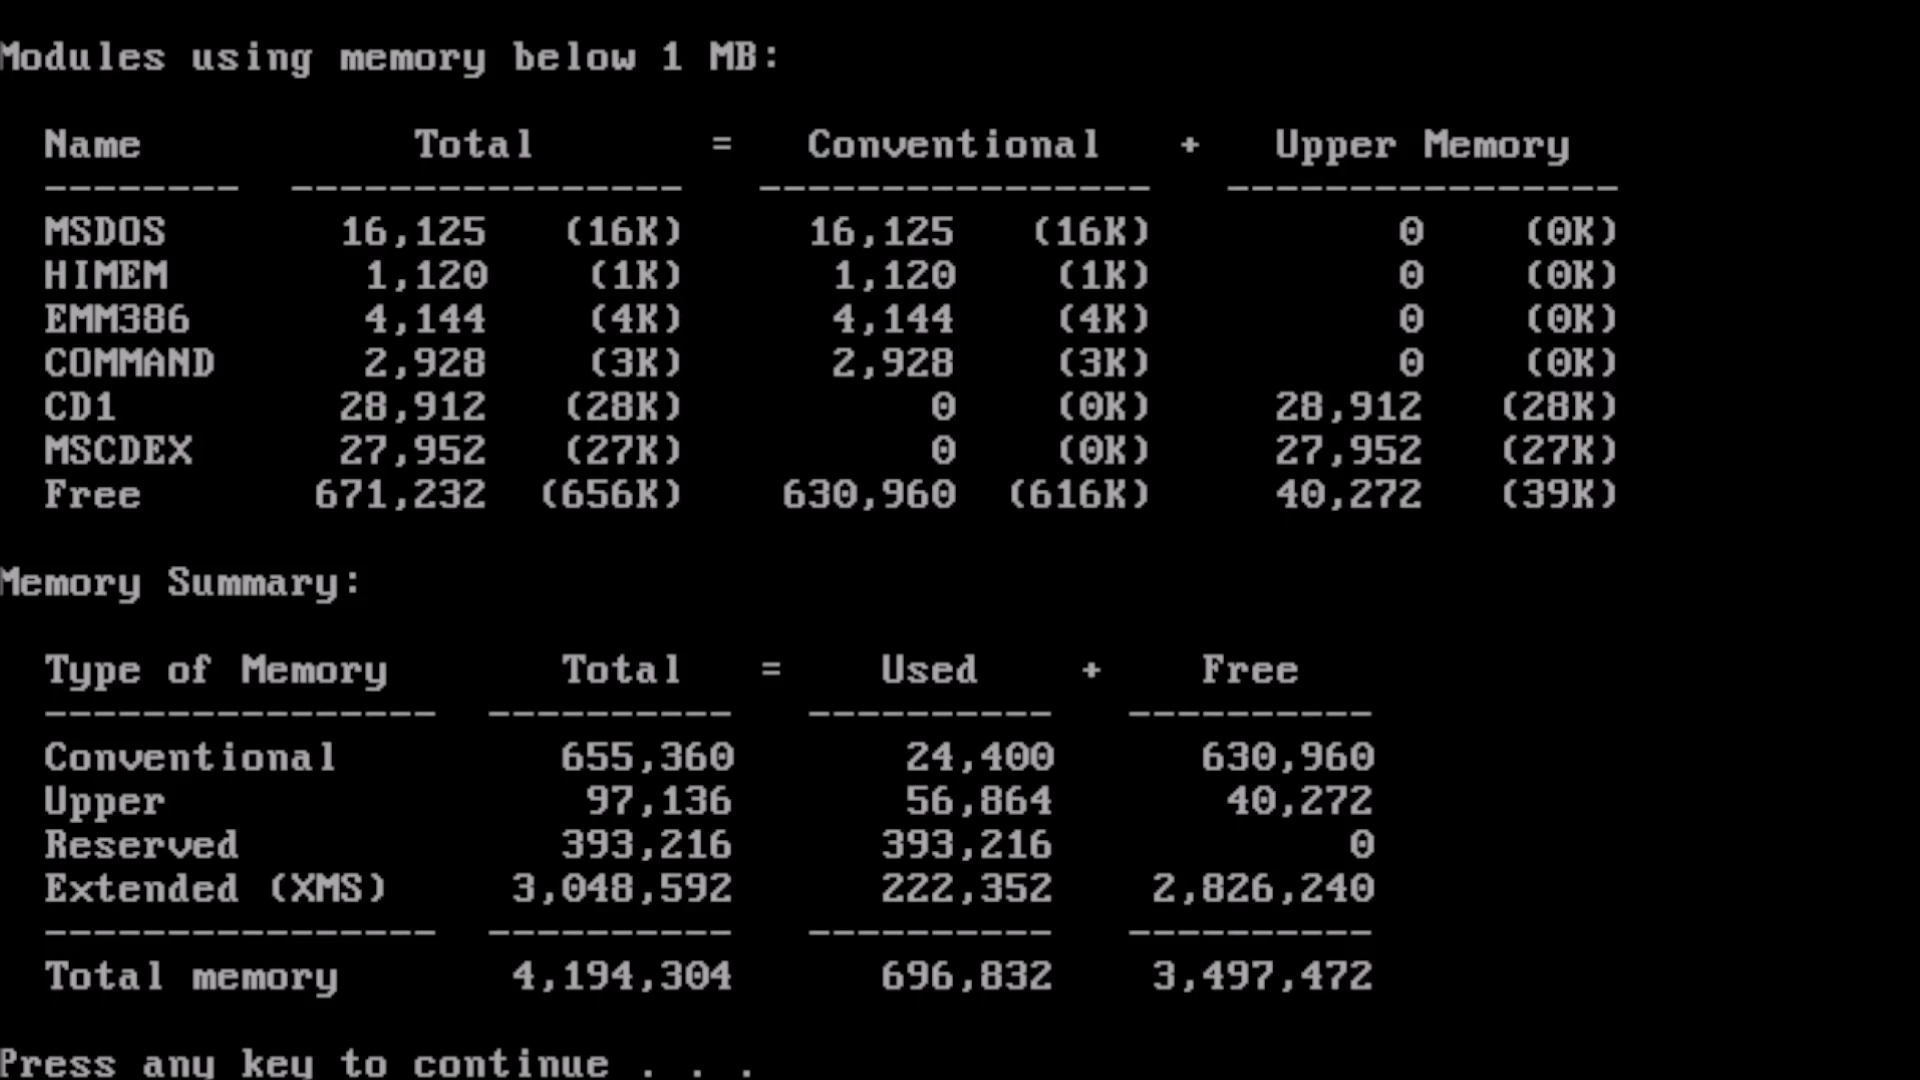 Modules using memory below 1 MB:
Name Total = Conventional + Upper Memory
-------- ---------------- ---------------- ----------------
MSDOS 16,125 (16K) 16,125 (16K) 0 (0K)
HIMEM 1,120 (1K) 1,120 (1K) 0 (0K)
EMM386 4,144 (4K) 4,144 (4K) 0 (0K)
COMMAND 2,928 (3K) 2,928 (3K) 0 (0K)
CD1 28,912 (28K) 0 (0K) 28,912 (28K)
MSCDEX 27,952 (27K) 0 (0K) 27,952 (27K)
Free 671,232 (656K) 630,960 (616K) 40,272 (39K)
Memory Summary:
Type of Memory Total = Used + Free
---------------- ---------- ---------- ----------
Conventional 655,360 24,400 630,960
Upper 97,136 56,864 40,272
Reserved 393,216 393,216 0
Extended (XMS) 3,048,592 222,352 2,826,240
---------------- ---------- ---------- ----------
Total memory 4,194,304 696,832 3,497,472
Press any key to continue . . .